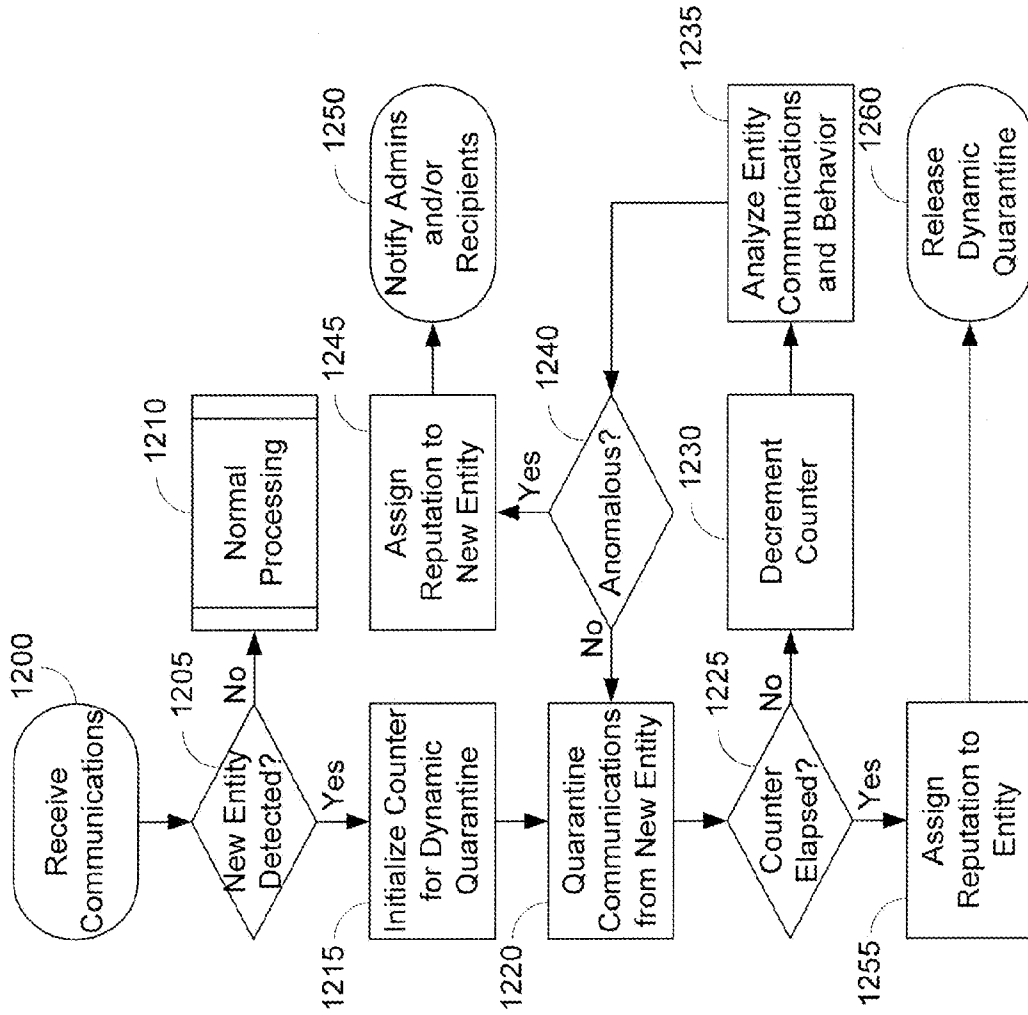 1200
Receive
Communications
1205
New Entity
Detected?
No
Yes
1210
Normal
Processing
1215
Initialize Counter
for Dynamic
Quarantine
1220
Quarantine
Communications
from New Entity
1225
Counter
Elapsed?
No
Yes
1230
Decrement
Counter
1235
Analyze Entity
Communications
and Behavior
1240
Anomalous?
No
Yes
1245
Assign
Reputation to
New Entity
1250
Notify Admins
and/or
Recipients
1255
Assign
Reputation to
Entity
1260
Release
Dynamic
Quarantine